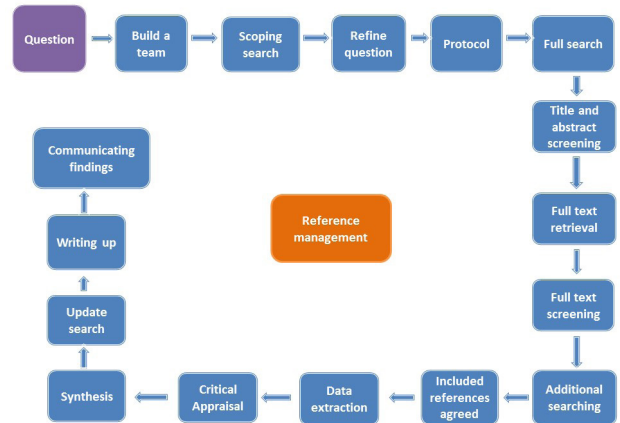 Question
Build a
team
Scoping
search
Refine
question
Protocol
Full search
Title and
abstract
screening
Full text
retrieval
Full text
screening
Additional
searching
Included
references
agreed
Data
extraction
Critical
Appraisal
Synthesis
Update
search
Writing up
Communicating
findings
Reference
management